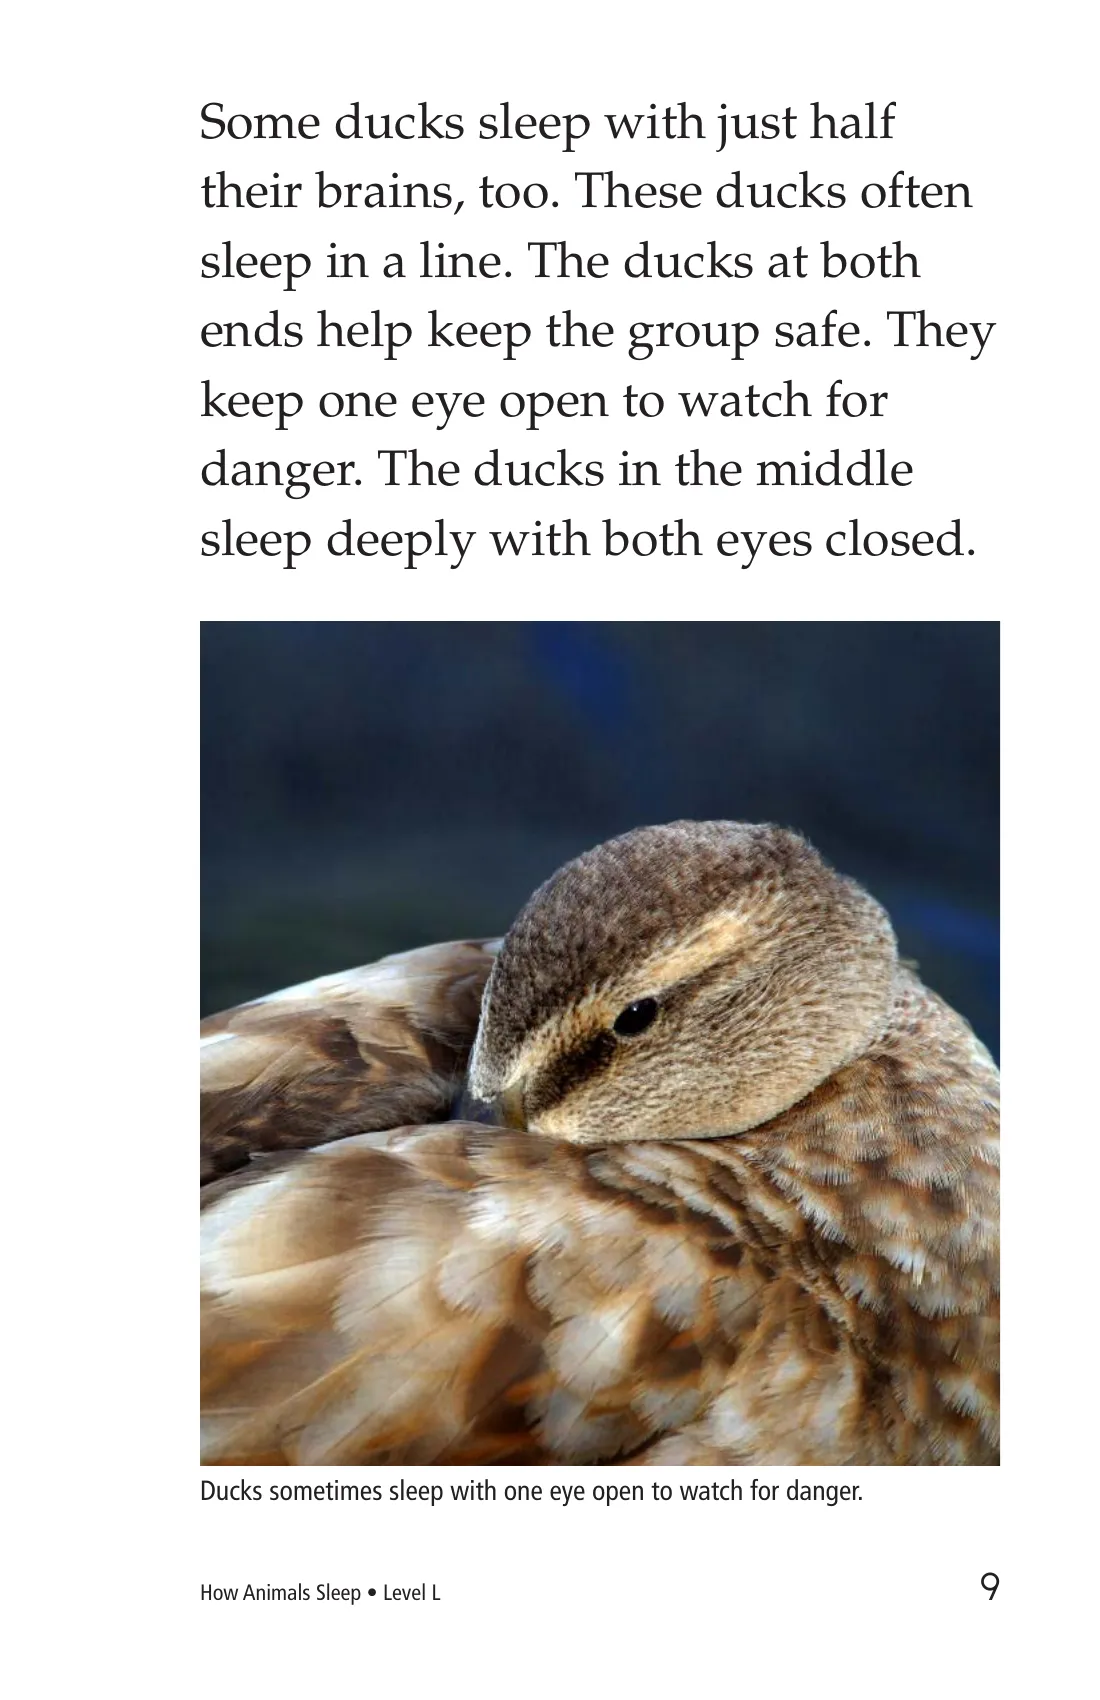 Some ducks sleep with just half
their brains, too. These ducks often
sleep in a line. The ducks at both
ends help keep the group safe. They
keep one eye open to watch for
danger. The ducks in the middle
sleep deeply with both eyes closed.
Ducks sometimes sleep with one eye open to watch for danger.
How Animals Sleep • Level L
9